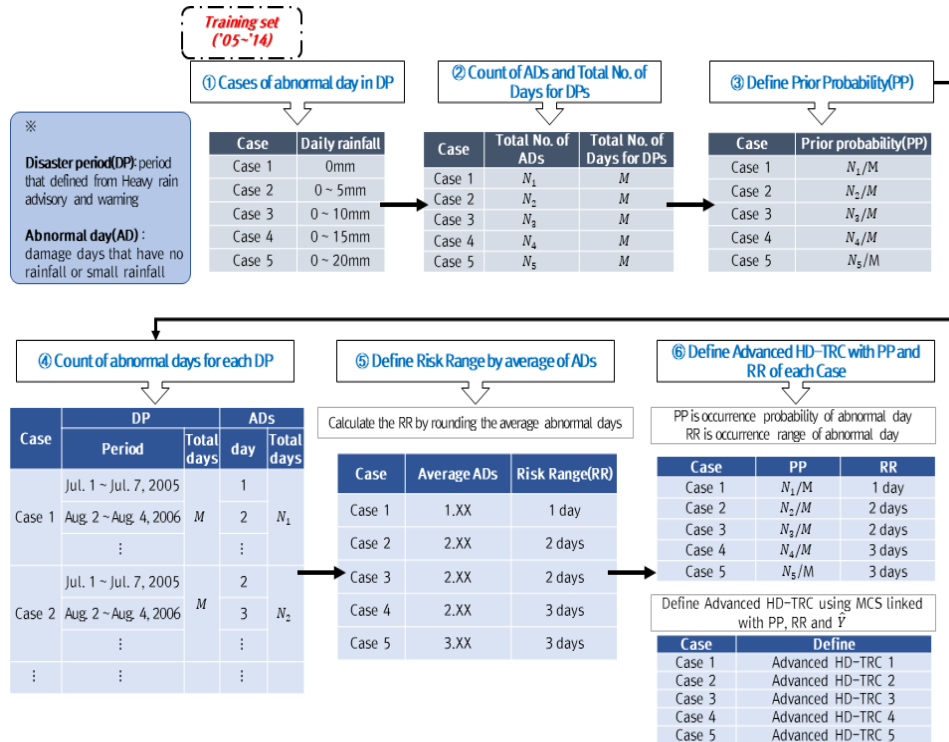 Training set
('05~'14)
① Cases of abnormal day in DP
② Count of ADs and Total No. of
Days for DPs
③ Define Prior Probability(PP)
※
Disaster period(DP): period
that defined from Heavy rain
advisory and warning
Abnormal day(AD) :
damage days that have no
rainfall or small rainfall
Case Daily rainfall
Case 1 0mm
Case 2 0 ~ 5mm
Case 3 0 ~ 10mm
Case 4 0 ~ 15mm
Case 5 0 ~ 20mm
Case Total No. of ADs Total No. of Days for DPs
Case 1 N₁ M
Case 2 N₂ M
Case 3 N₃ M
Case 4 N₄ M
Case 5 N₅ M
Case Prior probability(PP)
Case 1 N₁/M
Case 2 N₂/M
Case 3 N₃/M
Case 4 N₄/M
Case 5 N₅/M
④ Count of abnormal days for each DP
⑤ Define Risk Range by average of ADs
⑥ Define Advanced HD-TRC with PP and
RR of each Case
Case DP ADs
Period Total days day Total days
Case 1 Jul. 1 ~ Jul. 7, 2005 M 1 N₁
Aug. 2 ~ Aug. 4, 2006 2
⋮ ⋮
Case 2 Jul. 1 ~ Jul. 7, 2005 M 2 N₂
Aug. 2 ~ Aug. 4, 2006 3
⋮ ⋮
⋮ ⋮ ⋮
Calculate the RR by rounding the average abnormal days
Case Average ADs Risk Range(RR)
Case 1 1.XX 1 day
Case 2 2.XX 2 days
Case 3 2.XX 2 days
Case 4 2.XX 3 days
Case 5 3.XX 3 days
PP is occurrence probability of abnormal day
RR is occurrence range of abnormal day
Case PP RR
Case 1 N₁/M 1 day
Case 2 N₂/M 2 days
Case 3 N₃/M 2 days
Case 4 N₄/M 3 days
Case 5 N₅/M 3 days
Define Advanced HD-TRC using MCS linked
with PP, RR and Ŷ
Case Define
Case 1 Advanced HD-TRC 1
Case 2 Advanced HD-TRC 2
Case 3 Advanced HD-TRC 3
Case 4 Advanced HD-TRC 4
Case 5 Advanced HD-TRC 5